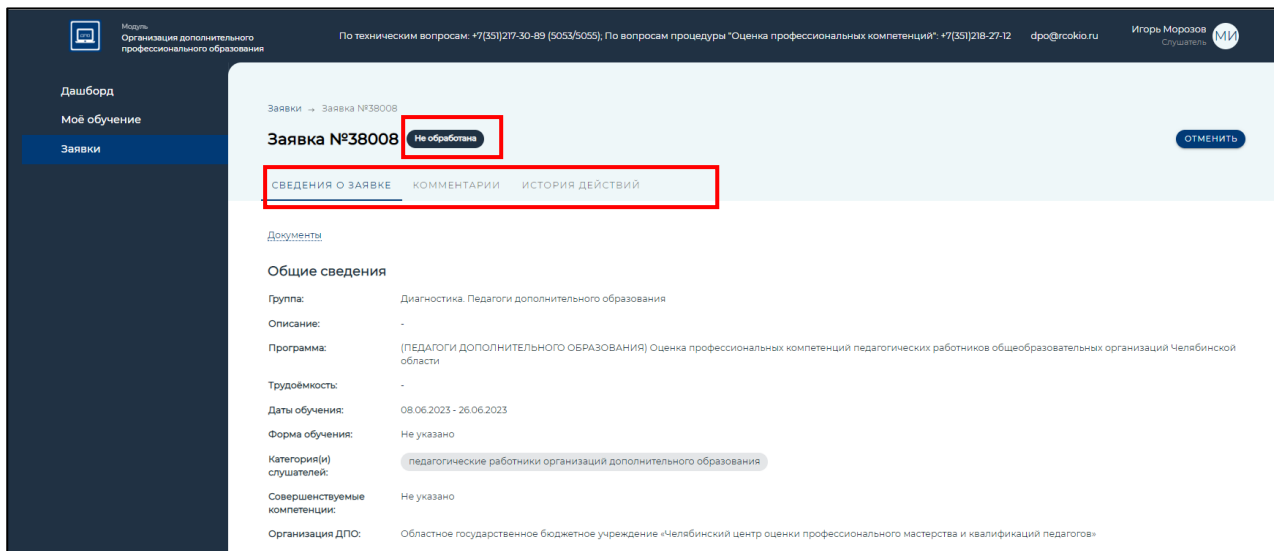 Модуль
Организация дополнительного
профессионального образования
По техническим вопросам: +7(351)217-30-89 (5053/5055); По вопросам процедуры "Оценка профессиональных компетенций": +7(351)218-27-12 dpo@rcokio.ru
Игорь Морозов
Слушатель
МИ
Дашборд
Моё обучение
Заявки
Заявки → Заявка №38008
Заявка №38008 Не обработана
ОТМЕНИТЬ
СВЕДЕНИЯ О ЗАЯВКЕ КОММЕНТАРИИ ИСТОРИЯ ДЕЙСТВИЙ
Документы
Общие сведения
Группа: Диагностика. Педагоги дополнительного образования
Описание: -
Программа: (ПЕДАГОГИ ДОПОЛНИТЕЛЬНОГО ОБРАЗОВАНИЯ) Оценка профессиональных компетенций педагогических работников общеобразовательных организаций Челябинской
области
Трудоёмкость: -
Даты обучения: 08.06.2023 - 26.06.2023
Форма обучения: Не указано
Категория(и)
слушателей:
педагогические работники организаций дополнительного образования
Совершенствуемые
компетенции:
Не указано
Организация ДПО: Областное государственное бюджетное учреждение «Челябинский центр оценки профессионального мастерства и квалификаций педагогов»